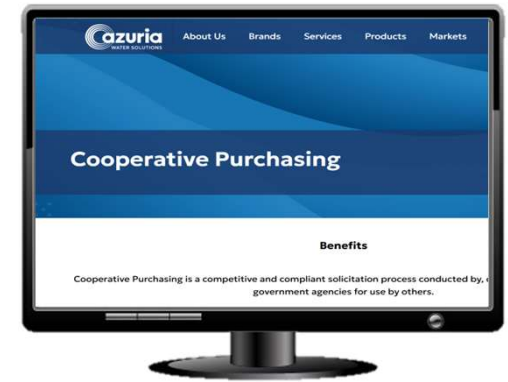 azuria
WATER SOLUTIONS
About Us Brands Services Products Markets
Cooperative Purchasing
Benefits
Cooperative Purchasing is a competitive and compliant solicitation process conducted by,
government agencies for use by others.